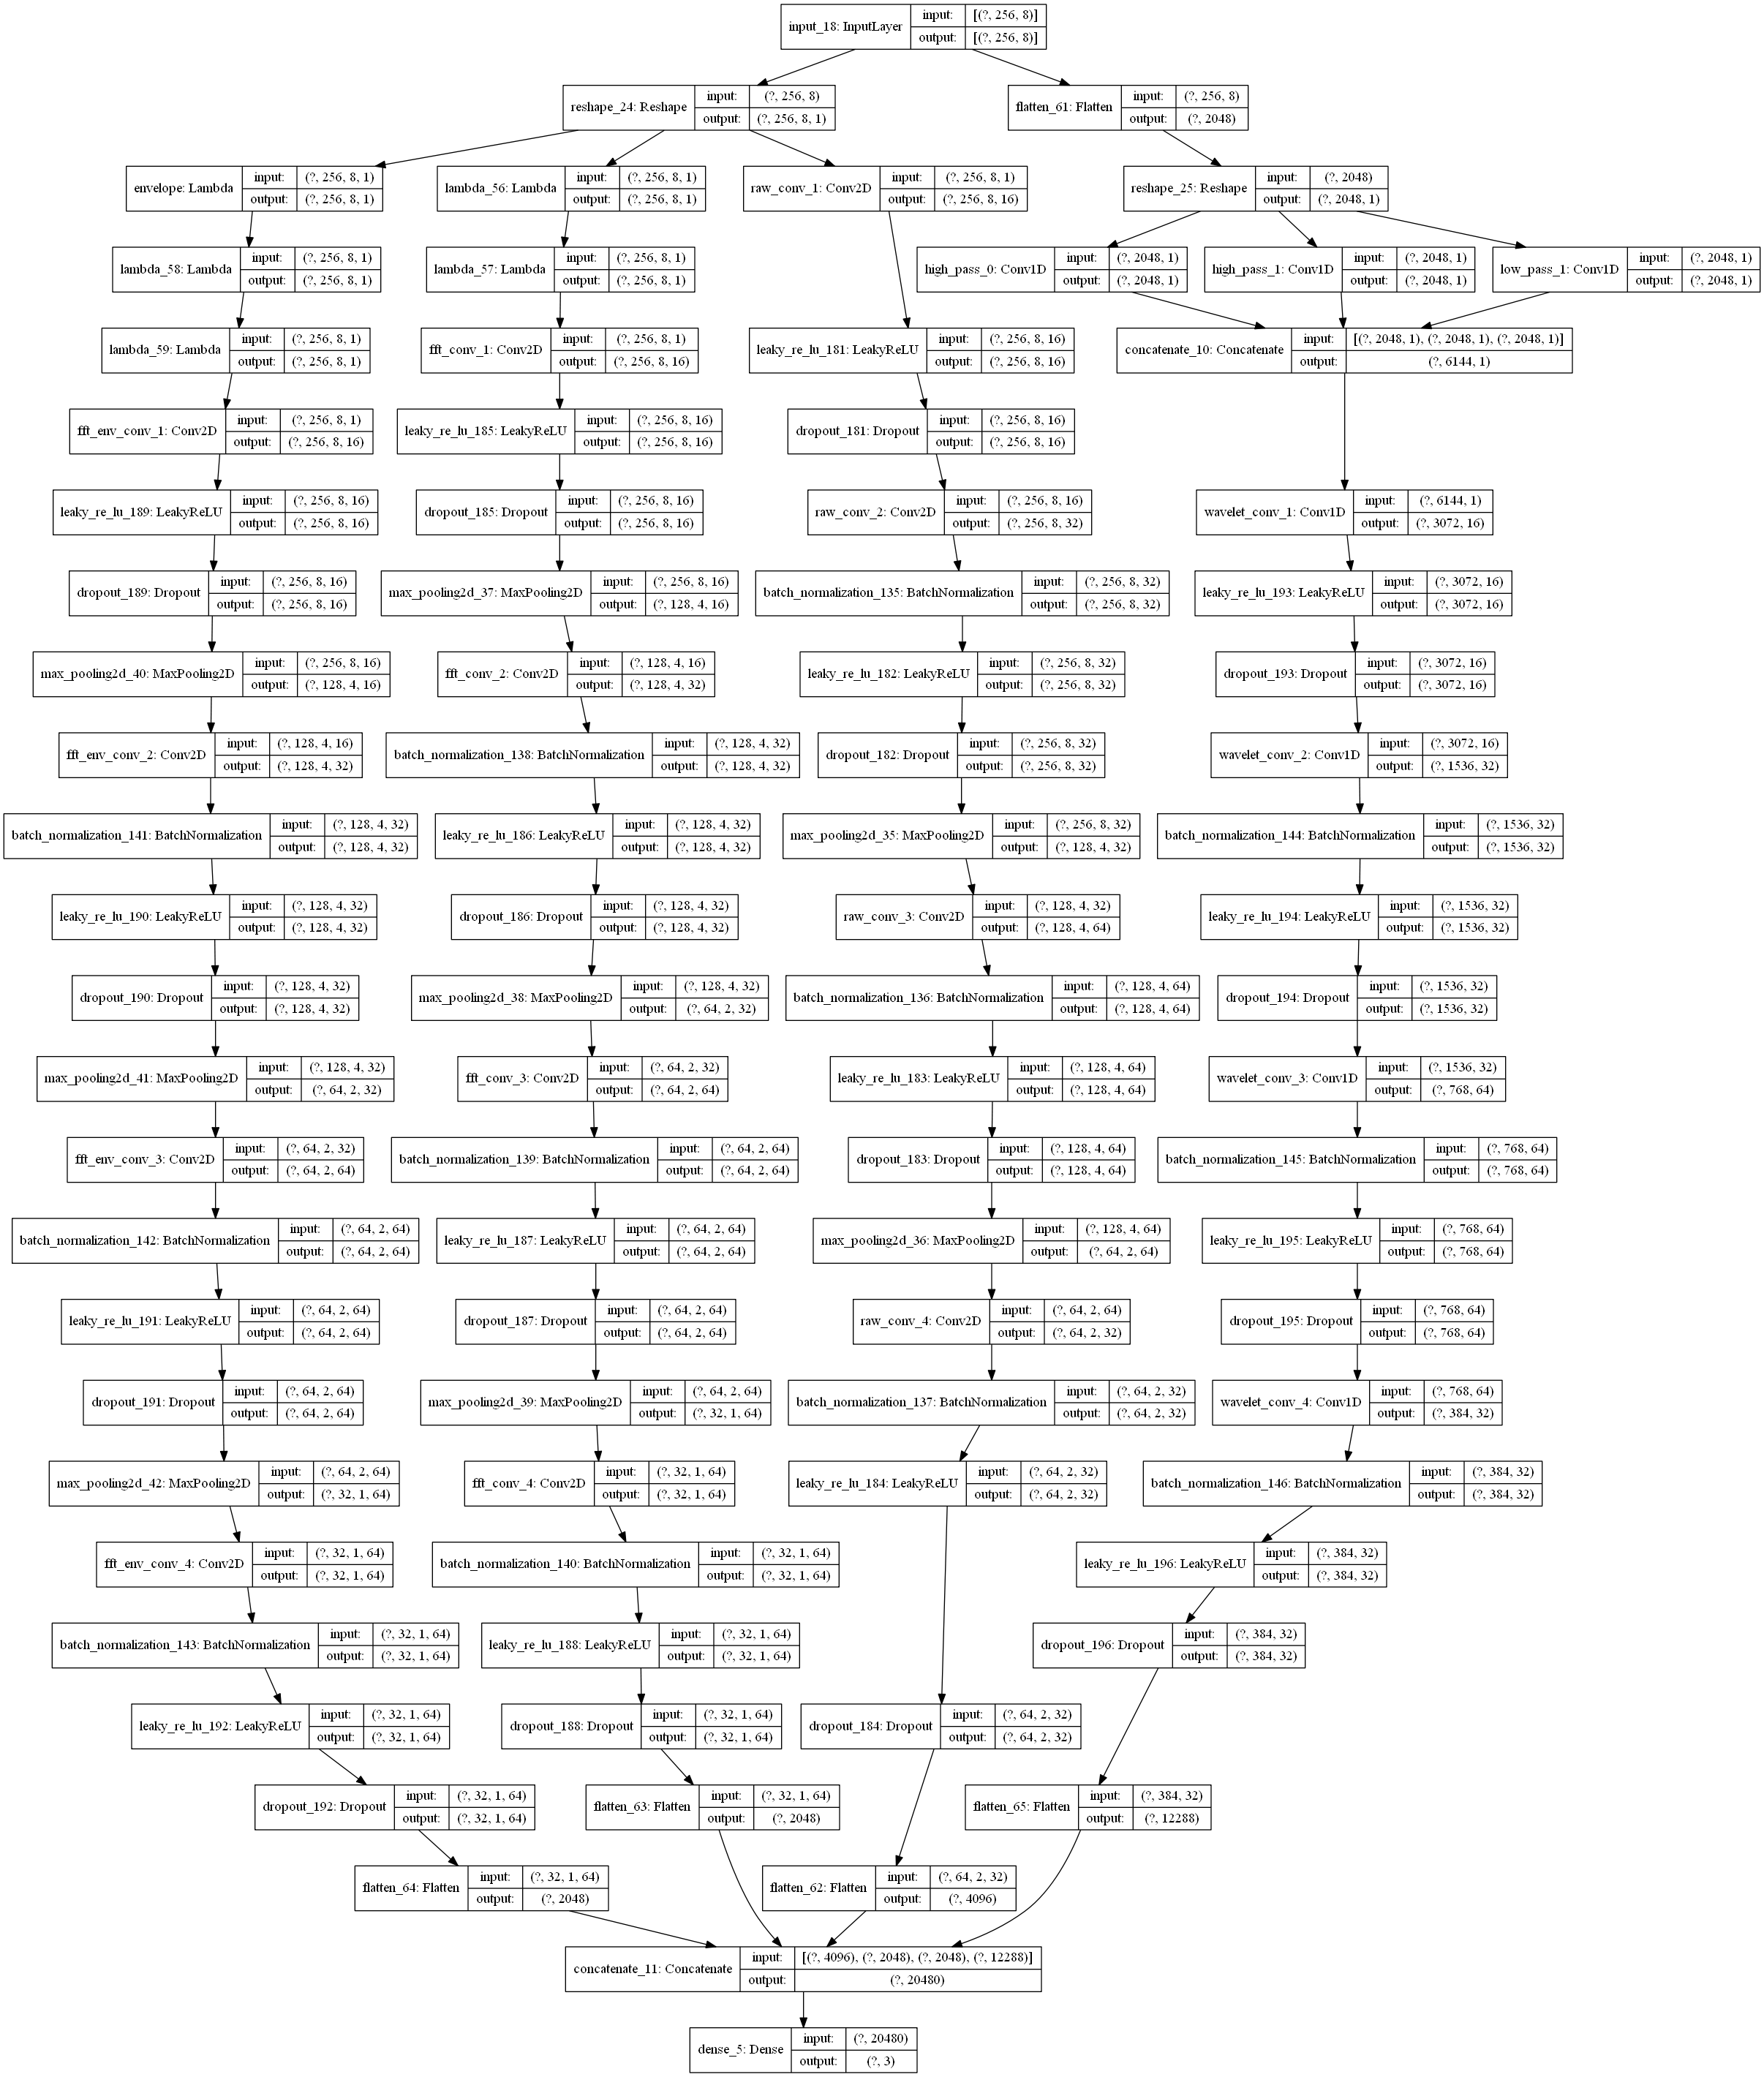 input_18: InputLayer input: [(?, 256, 8)]
output: [(?, 256, 8)]
reshape_24: Reshape input: (?, 256, 8)
output: (?, 256, 8, 1)
flatten_61: Flatten input: (?, 256, 8)
output: (?, 2048)
envelope: Lambda input: (?, 256, 8, 1)
output: (?, 256, 8, 1)
lambda_56: Lambda input: (?, 256, 8, 1)
output: (?, 256, 8, 1)
raw_conv_1: Conv2D input: (?, 256, 8, 1)
output: (?, 256, 8, 16)
reshape_25: Reshape input: (?, 2048)
output: (?, 2048, 1)
lambda_58: Lambda input: (?, 256, 8, 1)
output: (?, 256, 8, 1)
lambda_57: Lambda input: (?, 256, 8, 1)
output: (?, 256, 8, 1)
high_pass_0: Conv1D input: (?, 2048, 1)
output: (?, 2048, 1)
high_pass_1: Conv1D input: (?, 2048, 1)
output: (?, 2048, 1)
low_pass_1: Conv1D input: (?, 2048, 1)
output: (?, 2048, 1)
lambda_59: Lambda input: (?, 256, 8, 1)
output: (?, 256, 8, 1)
fft_conv_1: Conv2D input: (?, 256, 8, 1)
output: (?, 256, 8, 16)
leaky_re_lu_181: LeakyReLU input: (?, 256, 8, 16)
output: (?, 256, 8, 16)
concatenate_10: Concatenate input: [(?, 2048, 1), (?, 2048, 1), (?, 2048, 1)]
output: (?, 6144, 1)
fft_env_conv_1: Conv2D input: (?, 256, 8, 1)
output: (?, 256, 8, 16)
leaky_re_lu_185: LeakyReLU input: (?, 256, 8, 16)
output: (?, 256, 8, 16)
dropout_181: Dropout input: (?, 256, 8, 16)
output: (?, 256, 8, 16)
leaky_re_lu_189: LeakyReLU input: (?, 256, 8, 16)
output: (?, 256, 8, 16)
dropout_185: Dropout input: (?, 256, 8, 16)
output: (?, 256, 8, 16)
raw_conv_2: Conv2D input: (?, 256, 8, 16)
output: (?, 256, 8, 32)
wavelet_conv_1: Conv1D input: (?, 6144, 1)
output: (?, 3072, 16)
dropout_189: Dropout input: (?, 256, 8, 16)
output: (?, 256, 8, 16)
max_pooling2d_37: MaxPooling2D input: (?, 256, 8, 16)
output: (?, 128, 4, 16)
batch_normalization_135: BatchNormalization input: (?, 256, 8, 32)
output: (?, 256, 8, 32)
leaky_re_lu_193: LeakyReLU input: (?, 3072, 16)
output: (?, 3072, 16)
max_pooling2d_40: MaxPooling2D input: (?, 256, 8, 16)
output: (?, 128, 4, 16)
fft_conv_2: Conv2D input: (?, 128, 4, 16)
output: (?, 128, 4, 32)
leaky_re_lu_182: LeakyReLU input: (?, 256, 8, 32)
output: (?, 256, 8, 32)
dropout_193: Dropout input: (?, 3072, 16)
output: (?, 3072, 16)
fft_env_conv_2: Conv2D input: (?, 128, 4, 16)
output: (?, 128, 4, 32)
batch_normalization_138: BatchNormalization input: (?, 128, 4, 32)
output: (?, 128, 4, 32)
dropout_182: Dropout input: (?, 256, 8, 32)
output: (?, 256, 8, 32)
wavelet_conv_2: Conv1D input: (?, 3072, 16)
output: (?, 1536, 32)
batch_normalization_141: BatchNormalization input: (?, 128, 4, 32)
output: (?, 128, 4, 32)
leaky_re_lu_186: LeakyReLU input: (?, 128, 4, 32)
output: (?, 128, 4, 32)
max_pooling2d_35: MaxPooling2D input: (?, 256, 8, 32)
output: (?, 128, 4, 32)
batch_normalization_144: BatchNormalization input: (?, 1536, 32)
output: (?, 1536, 32)
leaky_re_lu_190: LeakyReLU input: (?, 128, 4, 32)
output: (?, 128, 4, 32)
dropout_186: Dropout input: (?, 128, 4, 32)
output: (?, 128, 4, 32)
raw_conv_3: Conv2D input: (?, 128, 4, 32)
output: (?, 128, 4, 64)
leaky_re_lu_194: LeakyReLU input: (?, 1536, 32)
output: (?, 1536, 32)
dropout_190: Dropout input: (?, 128, 4, 32)
output: (?, 128, 4, 32)
max_pooling2d_38: MaxPooling2D input: (?, 128, 4, 32)
output: (?, 64, 2, 32)
batch_normalization_136: BatchNormalization input: (?, 128, 4, 64)
output: (?, 128, 4, 64)
dropout_194: Dropout input: (?, 1536, 32)
output: (?, 1536, 32)
max_pooling2d_41: MaxPooling2D input: (?, 128, 4, 32)
output: (?, 64, 2, 32)
fft_conv_3: Conv2D input: (?, 64, 2, 32)
output: (?, 64, 2, 64)
leaky_re_lu_183: LeakyReLU input: (?, 128, 4, 64)
output: (?, 128, 4, 64)
wavelet_conv_3: Conv1D input: (?, 1536, 32)
output: (?, 768, 64)
fft_env_conv_3: Conv2D input: (?, 64, 2, 32)
output: (?, 64, 2, 64)
batch_normalization_139: BatchNormalization input: (?, 64, 2, 64)
output: (?, 64, 2, 64)
dropout_183: Dropout input: (?, 128, 4, 64)
output: (?, 128, 4, 64)
batch_normalization_145: BatchNormalization input: (?, 768, 64)
output: (?, 768, 64)
batch_normalization_142: BatchNormalization input: (?, 64, 2, 64)
output: (?, 64, 2, 64)
leaky_re_lu_187: LeakyReLU input: (?, 64, 2, 64)
output: (?, 64, 2, 64)
max_pooling2d_36: MaxPooling2D input: (?, 128, 4, 64)
output: (?, 64, 2, 64)
leaky_re_lu_195: LeakyReLU input: (?, 768, 64)
output: (?, 768, 64)
leaky_re_lu_191: LeakyReLU input: (?, 64, 2, 64)
output: (?, 64, 2, 64)
dropout_187: Dropout input: (?, 64, 2, 64)
output: (?, 64, 2, 64)
raw_conv_4: Conv2D input: (?, 64, 2, 64)
output: (?, 64, 2, 32)
dropout_195: Dropout input: (?, 768, 64)
output: (?, 768, 64)
dropout_191: Dropout input: (?, 64, 2, 64)
output: (?, 64, 2, 64)
max_pooling2d_39: MaxPooling2D input: (?, 64, 2, 64)
output: (?, 32, 1, 64)
batch_normalization_137: BatchNormalization input: (?, 64, 2, 32)
output: (?, 64, 2, 32)
wavelet_conv_4: Conv1D input: (?, 768, 64)
output: (?, 384, 32)
max_pooling2d_42: MaxPooling2D input: (?, 64, 2, 64)
output: (?, 32, 1, 64)
fft_conv_4: Conv2D input: (?, 32, 1, 64)
output: (?, 32, 1, 64)
leaky_re_lu_184: LeakyReLU input: (?, 64, 2, 32)
output: (?, 64, 2, 32)
batch_normalization_146: BatchNormalization input: (?, 384, 32)
output: (?, 384, 32)
fft_env_conv_4: Conv2D input: (?, 32, 1, 64)
output: (?, 32, 1, 64)
batch_normalization_140: BatchNormalization input: (?, 32, 1, 64)
output: (?, 32, 1, 64)
leaky_re_lu_196: LeakyReLU input: (?, 384, 32)
output: (?, 384, 32)
batch_normalization_143: BatchNormalization input: (?, 32, 1, 64)
output: (?, 32, 1, 64)
leaky_re_lu_188: LeakyReLU input: (?, 32, 1, 64)
output: (?, 32, 1, 64)
dropout_196: Dropout input: (?, 384, 32)
output: (?, 384, 32)
leaky_re_lu_192: LeakyReLU input: (?, 32, 1, 64)
output: (?, 32, 1, 64)
dropout_188: Dropout input: (?, 32, 1, 64)
output: (?, 32, 1, 64)
dropout_184: Dropout input: (?, 64, 2, 32)
output: (?, 64, 2, 32)
dropout_192: Dropout input: (?, 32, 1, 64)
output: (?, 32, 1, 64)
flatten_63: Flatten input: (?, 32, 1, 64)
output: (?, 2048)
flatten_65: Flatten input: (?, 384, 32)
output: (?, 12288)
flatten_64: Flatten input: (?, 32, 1, 64)
output: (?, 2048)
flatten_62: Flatten input: (?, 64, 2, 32)
output: (?, 4096)
concatenate_11: Concatenate input: [(?, 4096), (?, 2048), (?, 2048), (?, 12288)]
output: (?, 20480)
dense_5: Dense input: (?, 20480)
output: (?, 3)